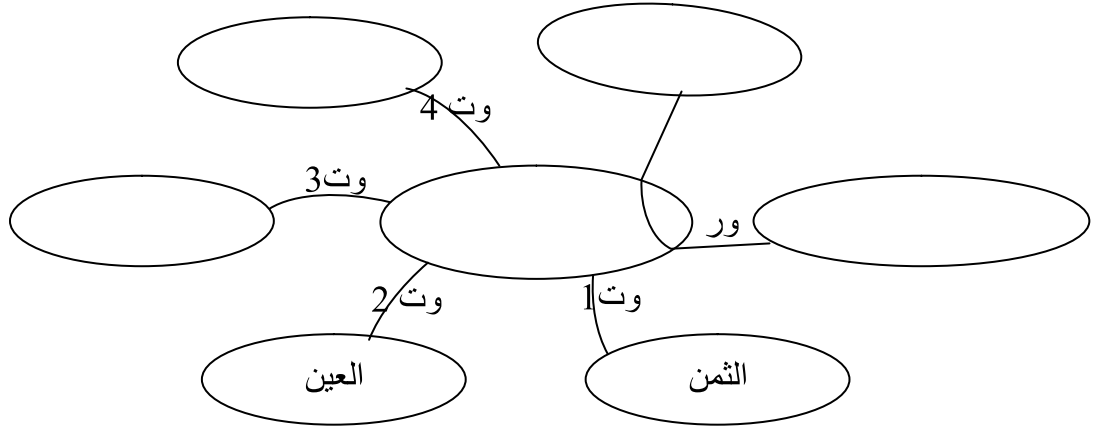 وت 4
وت3
ور
وت 2
وت1
العين
الثمن